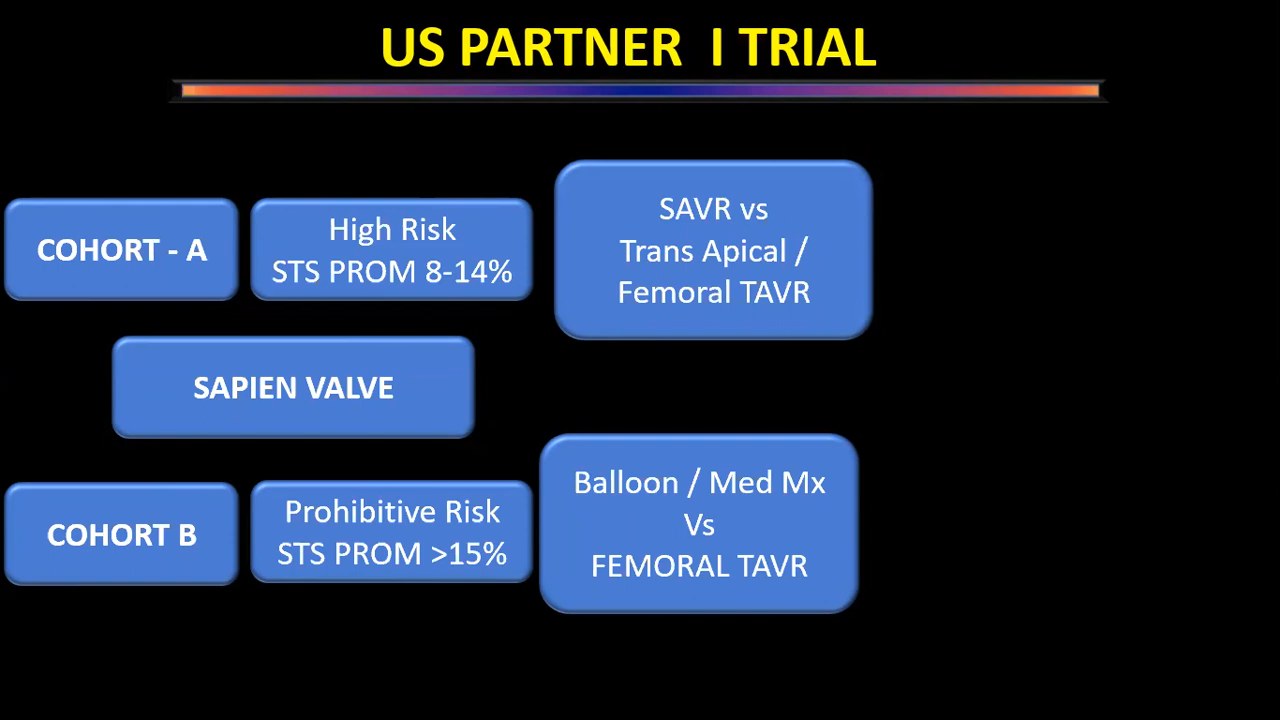 US PARTNER I TRIAL
COHORT - A
High Risk
STS PROM 8-14%
SAVR vs
Trans Apical /
Femoral TAVR
SAPIEN VALVE
COHORT B
Prohibitive Risk
STS PROM >15%
Balloon / Med Mx
Vs
FEMORAL TAVR